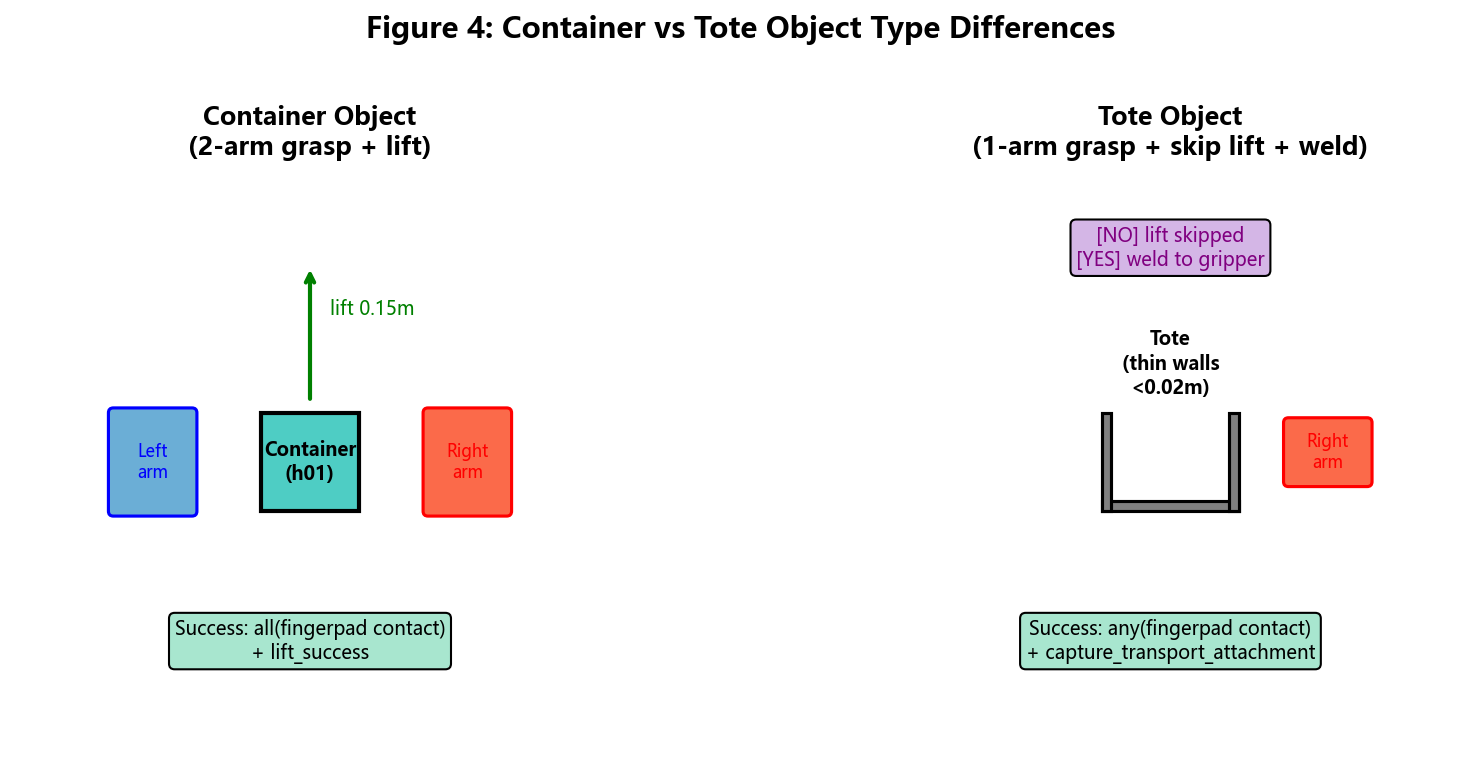 Figure 4: Container vs Tote Object Type Differences
Container Object
(2-arm grasp + lift)
lift 0.15m
Left
arm
Container
(h01)
Right
arm
Success: all(fingerpad contact)
+ lift_success
Tote Object
(1-arm grasp + skip lift + weld)
[NO] lift skipped
[YES] weld to gripper
Tote
(thin walls
<0.02m)
Right
arm
Success: any(fingerpad contact)
+ capture_transport_attachment